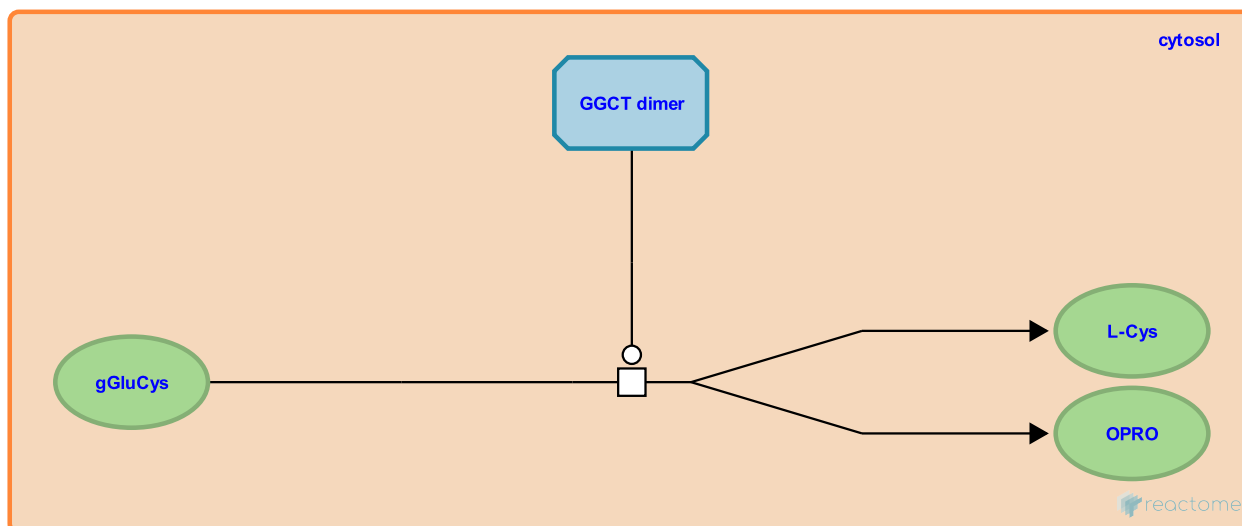 cytosol
GGCT dimer
L-Cys
gGluCys
OPRO
reactome